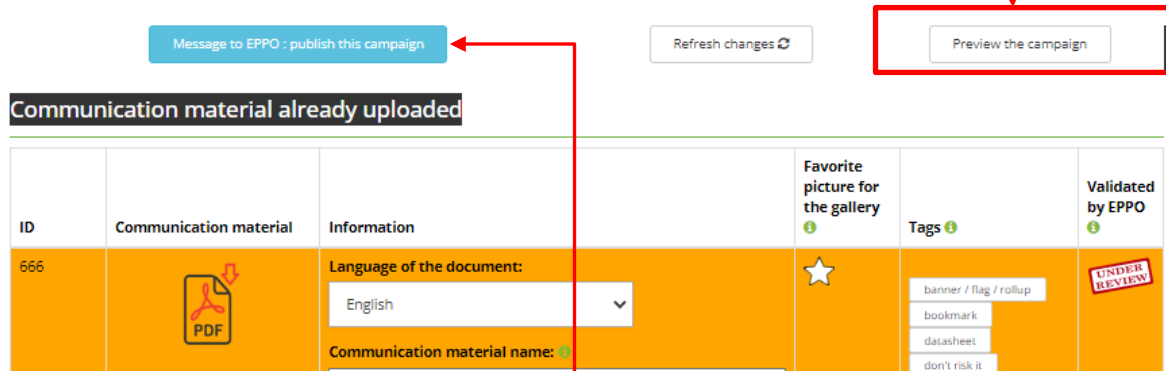 Message to EPPO : publish this campaign
Refresh changes
Preview the campaign
Communication material already uploaded
ID
Communication material
Information
Favorite
picture for
the gallery
Tags
Validated
by EPPO
666
PDF
Language of the document:
English
Communication material name:
banner / flag / rollup
bookmark
datasheet
don't risk it
UNDER
REVIEW